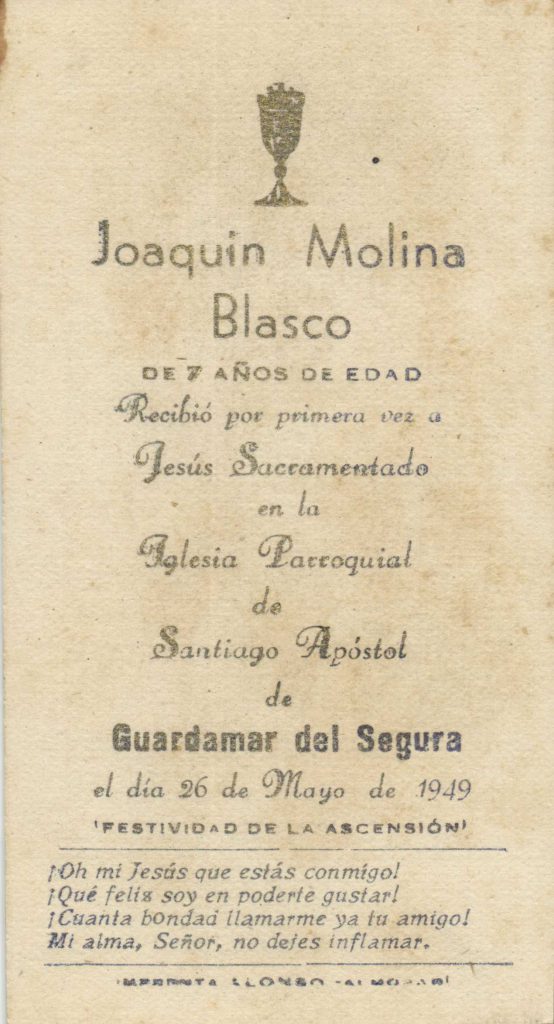 Joaquin Molina
Blasco
DE 7 AÑOS DE EDAD
Recibió por primera vez a
Jesús Sacramentado
en la
Iglesia Parroquial
de
Santiago Apóstol
de
Guardamar del Segura
el día 26 de Mayo de 1949
'FESTIVIDAD DE LA ASCENSIÓN'
¡Oh mi Jesús que estás conmigo!
¡Qué feliz soy en poderte gustar!
¡Cuanta bondad llamarme ya tu amigo!
Mi alma, Señor, no dejes inflamar.
IMPRENTA ALONSO